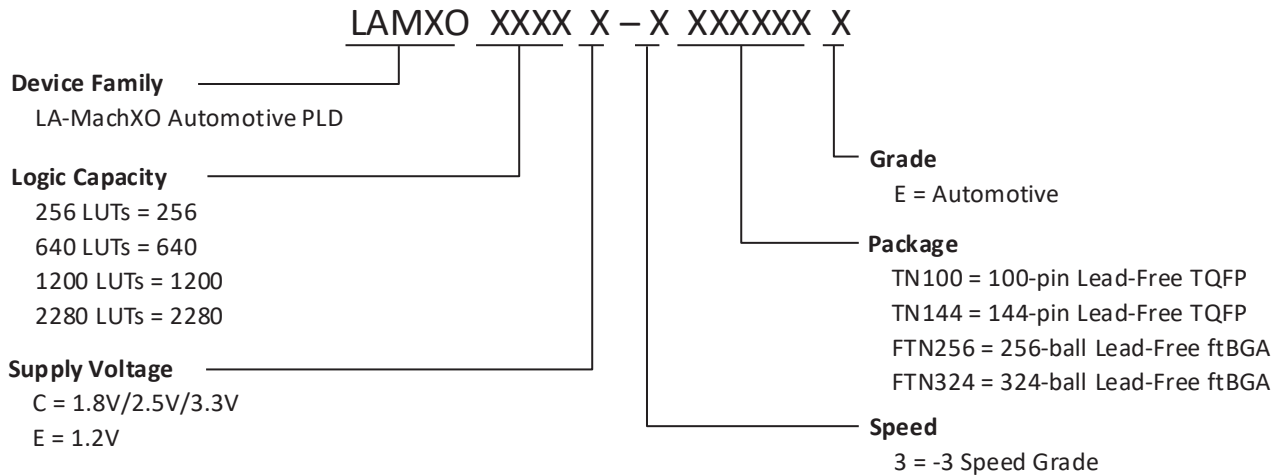 LAMXO XXXX X – X XXXXXX X
Device Family
LA-MachXO Automotive PLD
Logic Capacity
256 LUTs = 256
640 LUTs = 640
1200 LUTs = 1200
2280 LUTs = 2280
Supply Voltage
C = 1.8V/2.5V/3.3V
E = 1.2V
Grade
E = Automotive
Package
TN100 = 100-pin Lead-Free TQFP
TN144 = 144-pin Lead-Free TQFP
FTN256 = 256-ball Lead-Free ftBGA
FTN324 = 324-ball Lead-Free ftBGA
Speed
3 = -3 Speed Grade